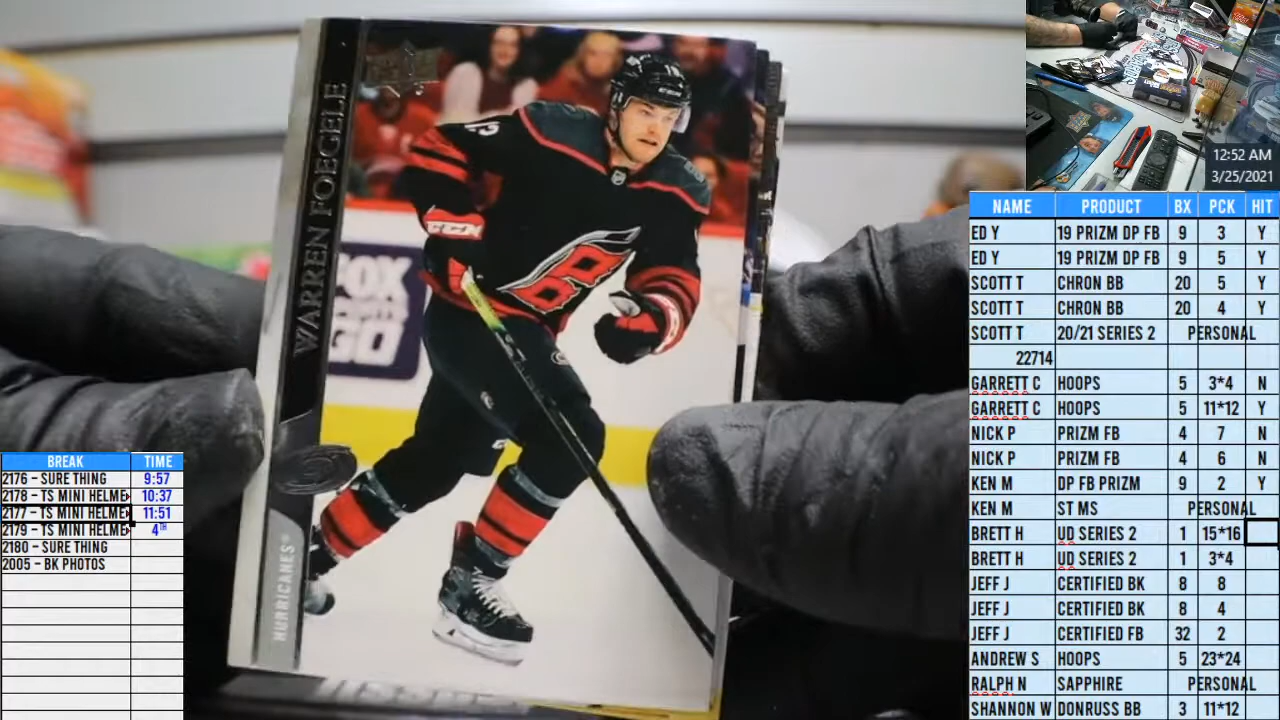 WARREN FOEGELE
HURRICANES
FOX
GO
12:52 AM
3/25/2021
NAME PRODUCT BX PCK HIT
ED Y 19 PRIZM DP FB 9 3 Y
ED Y 19 PRIZM DP FB 9 5 Y
SCOTT T CHRON BB 20 5 Y
SCOTT T CHRON BB 20 4 Y
SCOTT T 20/21 SERIES 2 PERSONAL
22714
GARRETT C HOOPS 5 3*4 N
GARRETT C HOOPS 5 11*12 Y
NICK P PRIZM FB 4 7 N
NICK P PRIZM FB 4 6 N
KEN M DP FB PRIZM 9 2 Y
KEN M ST MS PERSONAL
BRETT H UD SERIES 2 1 15*16
BRETT H UD SERIES 2 1 3*4
JEFF J CERTIFIED BK 8 8
JEFF J CERTIFIED BK 8 4
JEFF J CERTIFIED FB 32 2
ANDREW S HOOPS 5 23*24
RALPH N SAPPHIRE PERSONAL
SHANNON W DONRUSS BB 3 11*12
BREAK TIME
2176 – SURE THING 9:57
2178 – TS MINI HELME 10:37
2177 – TS MINI HELME 11:51
2179 – TS MINI HELME 4TH
2180 – SURE THING
2005 – BK PHOTOS